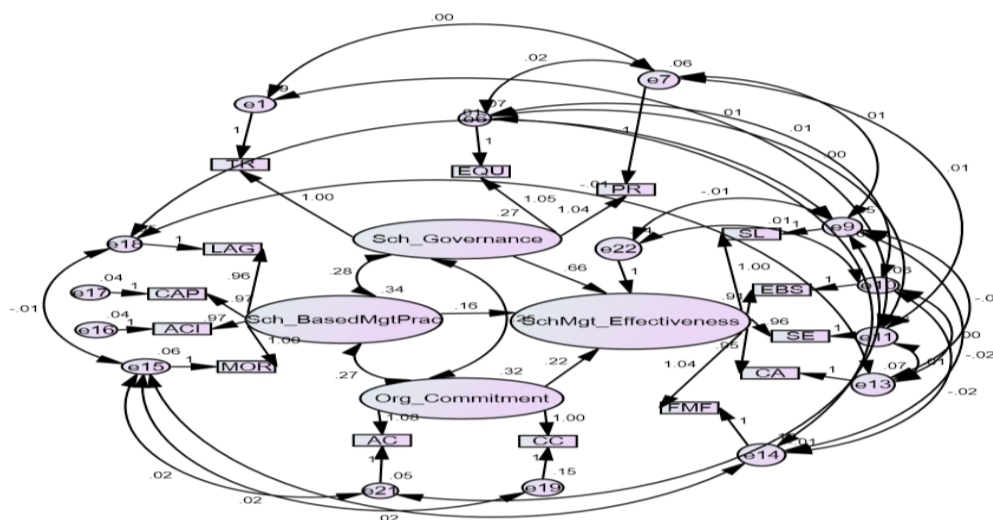 .00
.02
.06
e7
e1
1
1
1
.01
.01
.00
.01
TR
EQU
PR
-.01
1.00
1.05
1.04
.27
-.01
e18
1
LAG
Sch_Governance
e22
.01
1
SL
e9
.28
.34
.66
1
1.00
.04
e17
1
CAP
.96
.97
EBS
1
e10
-.01
.04
e16
1
ACI
.97
Sch_BasedMgtPrac
.16
SchMgt_Effectiveness
.96
SE
1
e11
.06
e15
1
MOR
1.00
.27
.32
.22
.95
1.04
CA
1
.07
e13
-.02
-.02
Org_Commitment
FMF
1
1.08
1.00
AC
CC
1
1
e14
.05
e21
.15
e19
.02
.02
.02